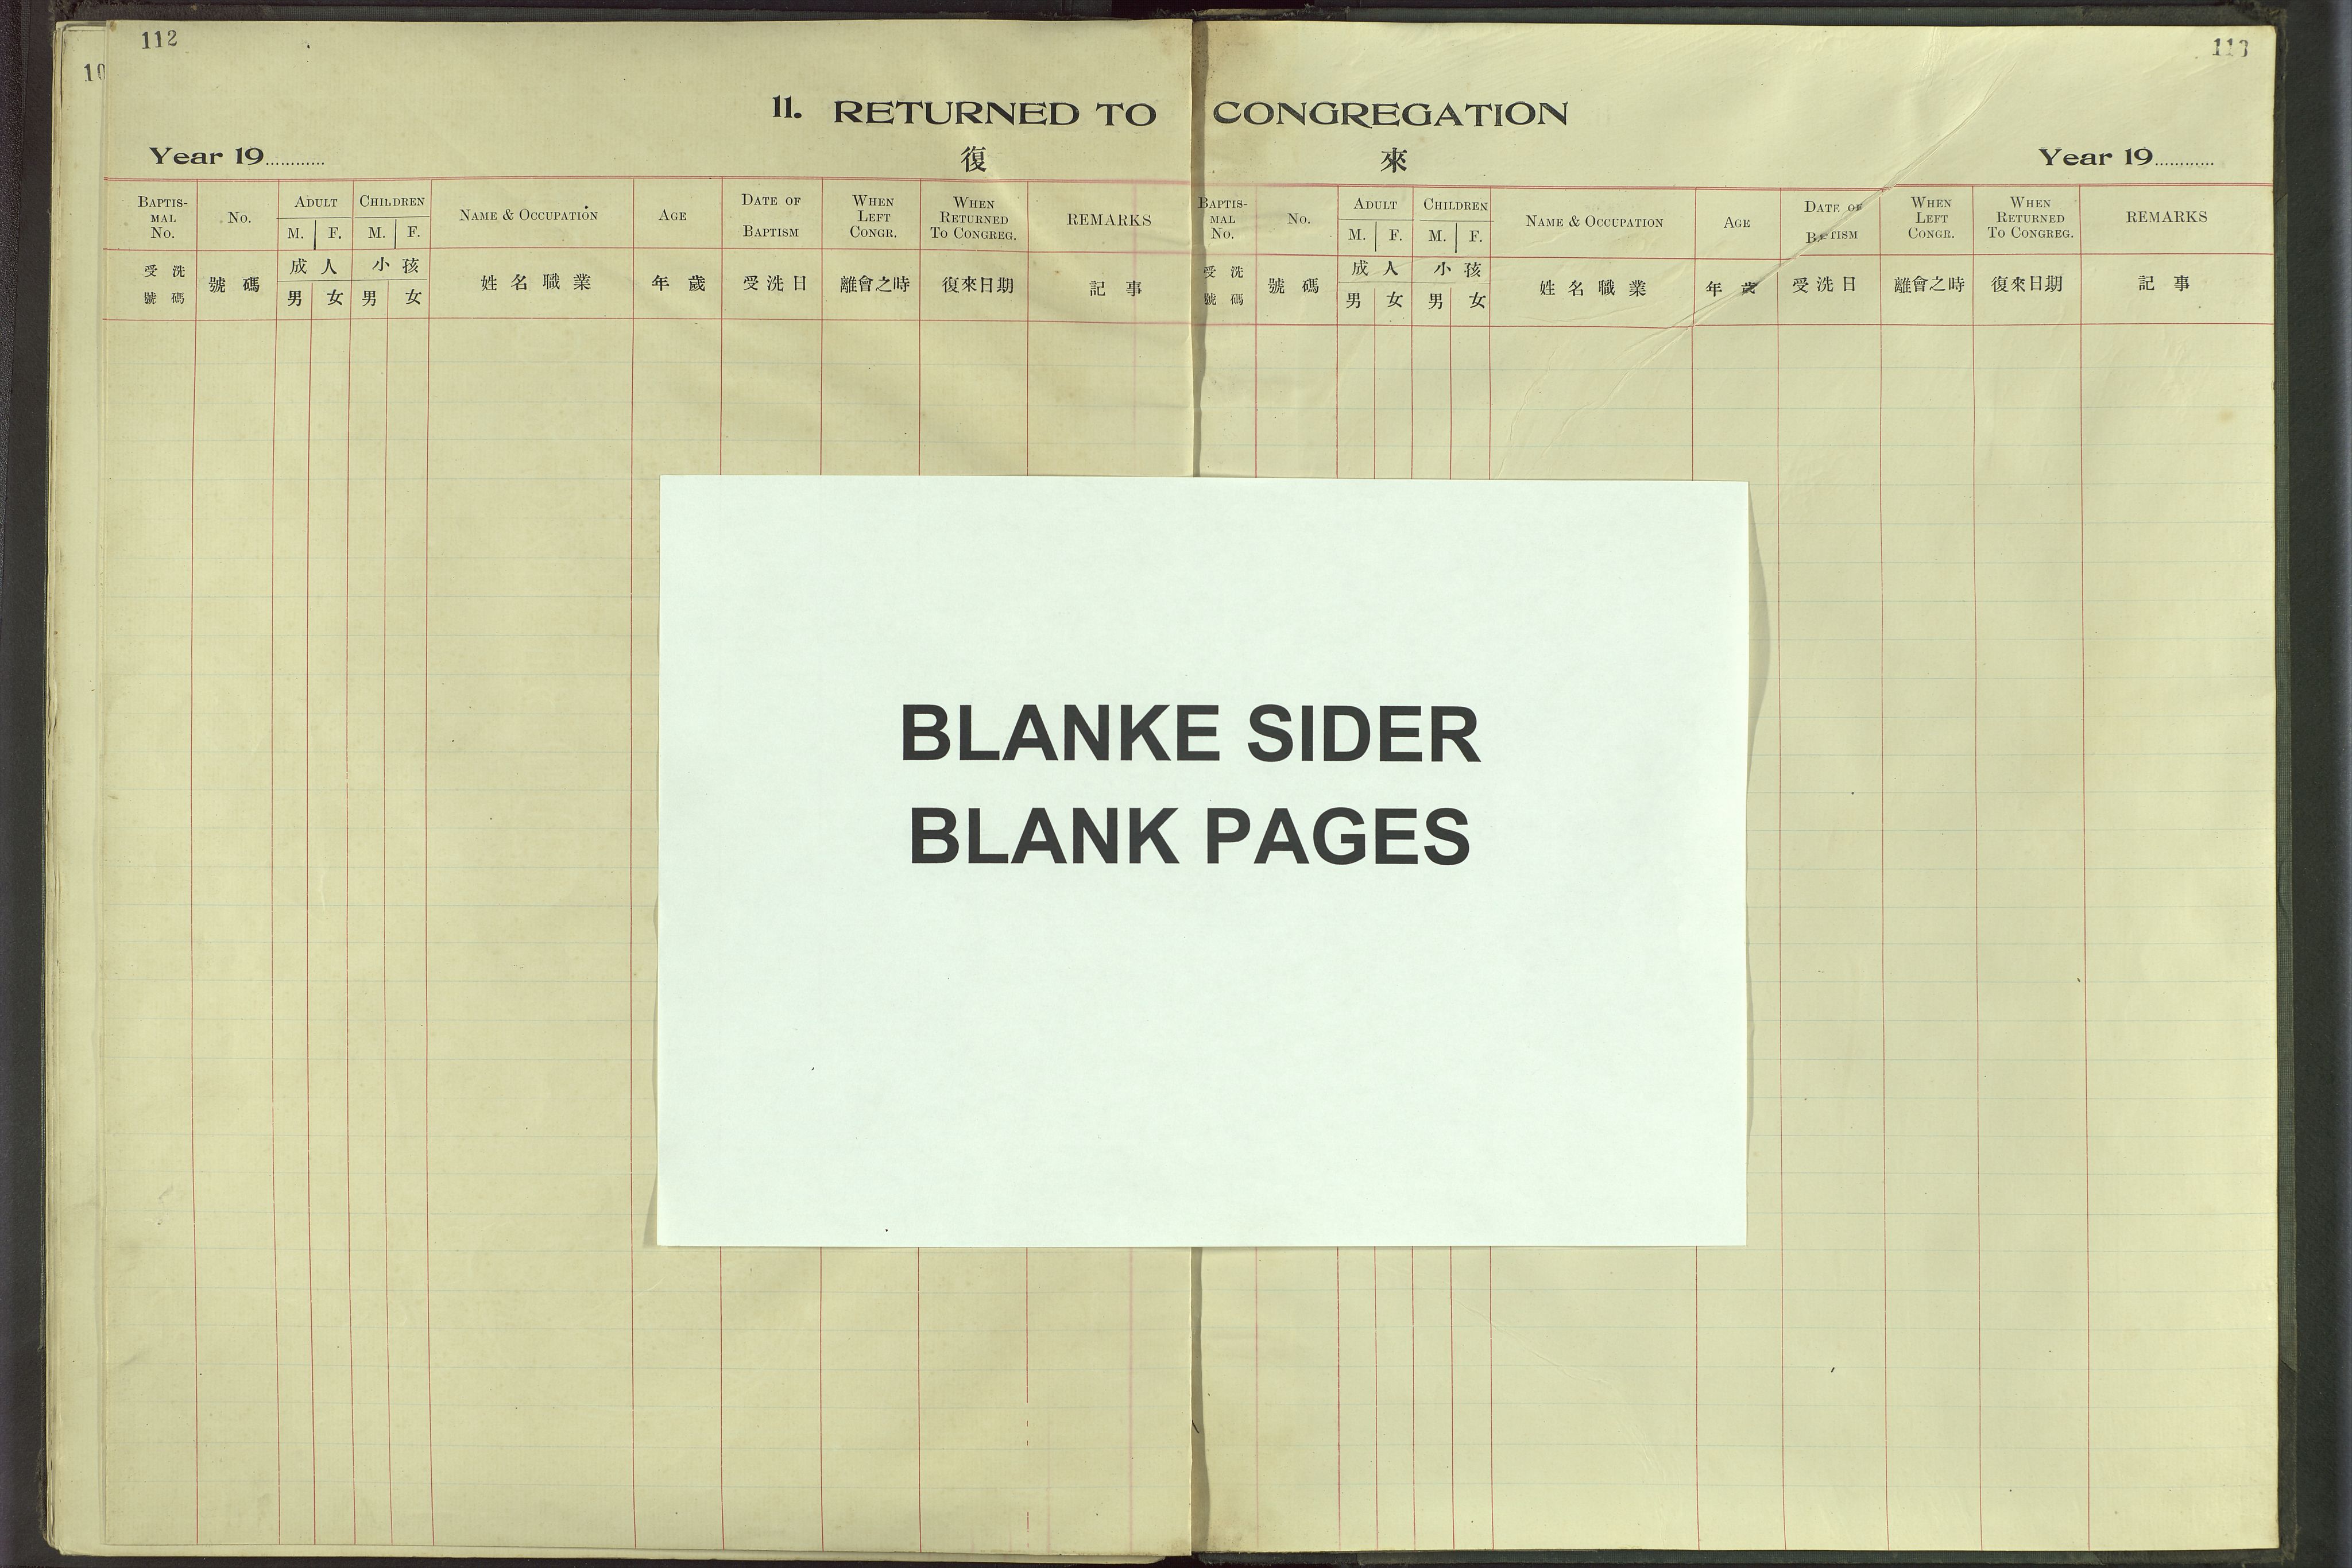 112
113
10
11. RETURNED TO CONGREGATION
Year 19............
復
來
Year 19............
BAPTIS-
MAL
No.
No.
ADULT
M. F.
CHILDREN
M. F.
NAME & OCCUPATION
AGE
DATE OF
BAPTISM
WHEN
LEFT
CONGR.
WHEN
RETURNED
TO CONGREG.
REMARKS
受 洗
號 碼
號 碼
成 人
男 女
小 孩
男 女
姓 名 職 業
年 歲
受 洗 日
離會之時
復來日期
記 事
BAPTIS-
MAL
No.
No.
ADULT
M. F.
CHILDREN
M. F.
NAME & OCCUPATION
AGE
DATE OF
BAPTISM
WHEN
LEFT
CONGR.
WHEN
RETURNED
TO CONGREG.
REMARKS
受 洗
號 碼
號 碼
成 人
男 女
小 孩
男 女
姓 名 職 業
年 歲
受 洗 日
離會之時
復來日期
記 事
BLANKE SIDER
BLANK PAGES